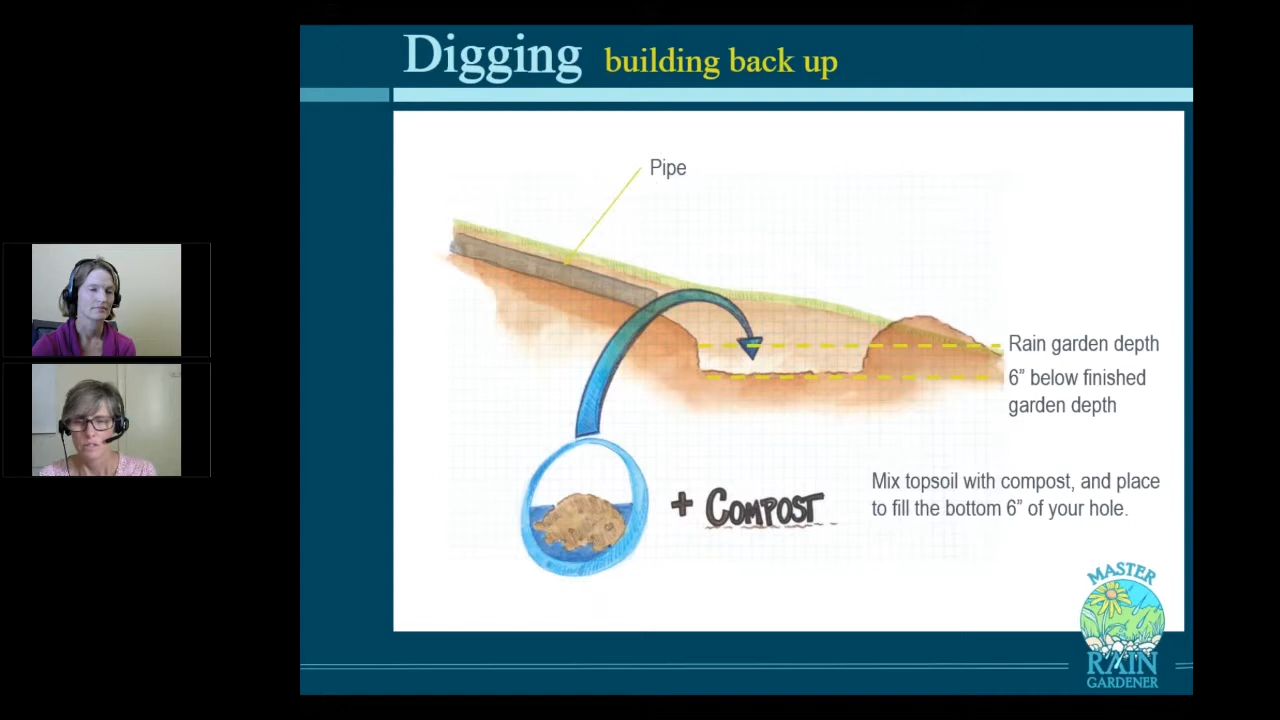 Digging building back up
Pipe
Rain garden depth
6” below finished
garden depth
+ COMPOST
Mix topsoil with compost, and place
to fill the bottom 6” of your hole.
MASTER
RAIN
GARDENER